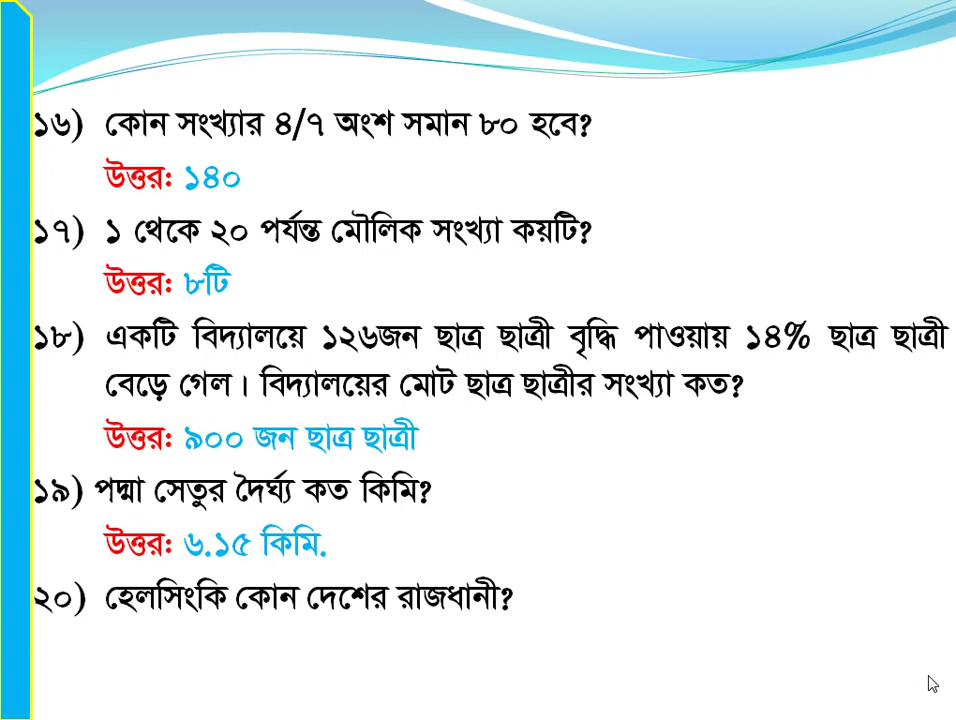 ১৬) কোন সংখ্যার ৪/৭ অংশ সমান ৮০ হবে?
উত্তর: ১৪০
১৭) ১ থেকে ২০ পর্যন্ত মৌলিক সংখ্যা কয়টি?
উত্তর: ৮টি
১৮) একটি বিদ্যালয়ে ১২৬জন ছাত্র ছাত্রী বৃদ্ধি পাওয়ায় ১৪% ছাত্র ছাত্রী
বেড়ে গেল। বিদ্যালয়ের মোট ছাত্র ছাত্রীর সংখ্যা কত?
উত্তর: ৯০০ জন ছাত্র ছাত্রী
১৯) পদ্মা সেতুর দৈর্ঘ্য কত কিমি?
উত্তর: ৬.১৫ কিমি.
২০) হেলসিংকি কোন দেশের রাজধানী?